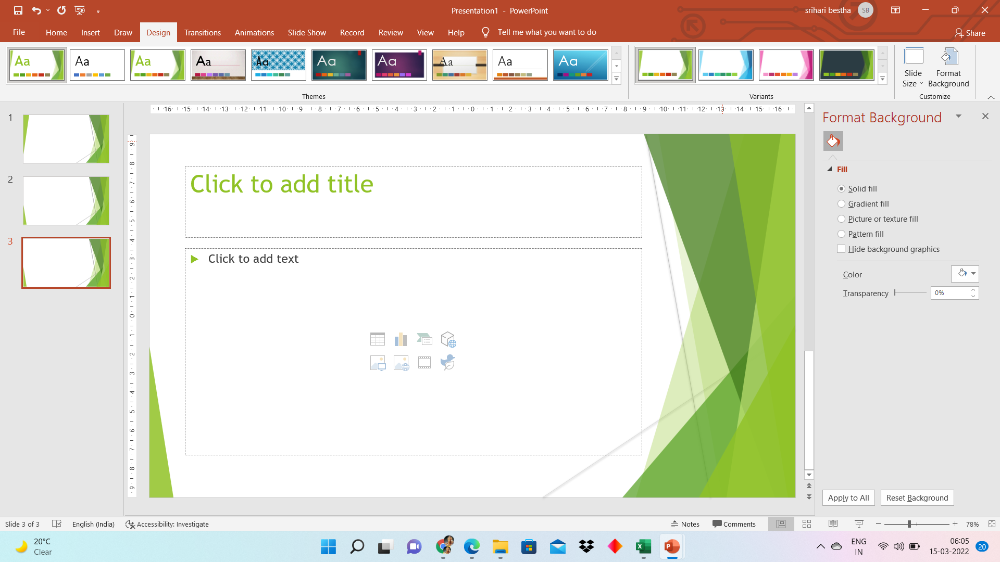 Presentation1 - PowerPoint
srihari bestha
SB
File
Home
Insert
Draw
Design
Transitions
Animations
Slide Show
Record
Review
View
Help
Tell me what you want to do
Share
Aa
Aa
Aa
Aa
Aa
Aa
Aa
Aa
Aa
Aa
Slide
Size
Format
Background
Themes
Variants
Customize
16 15 14 13 12 11 10 9 8 7 6 5 4 3 2 1 0 1 2 3 4 5 6 7 8 9 10 11 12 13 14 15 16
9 8 7 6 5 4 3 2 1 0 1 2 3 4 5 6 7 8 9
1
2
3
Click to add title
Click to add text
Format Background
Fill
Solid fill
Gradient fill
Picture or texture fill
Pattern fill
Hide background graphics
Color
Transparency
0%
Apply to All
Reset Background
Slide 3 of 3
English (India)
Accessibility: Investigate
Notes
Comments
78%
20°C
Clear
ENG
IN
06:05
15-03-2022
20